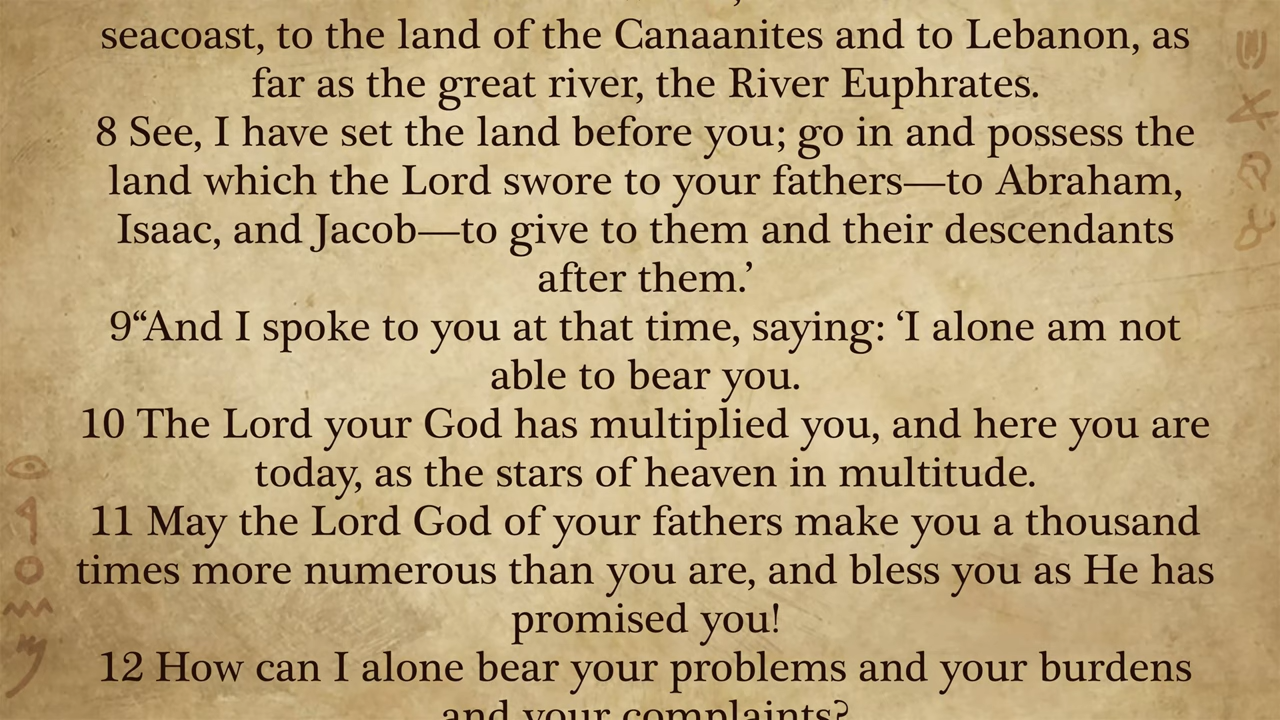 seacoast, to the land of the Canaanites and to Lebanon, as
far as the great river, the River Euphrates.
8 See, I have set the land before you; go in and possess the
land which the Lord swore to your fathers—to Abraham,
Isaac, and Jacob—to give to them and their descendants
after them.’
9“And I spoke to you at that time, saying: ‘I alone am not
able to bear you.
10 The Lord your God has multiplied you, and here you are
today, as the stars of heaven in multitude.
11 May the Lord God of your fathers make you a thousand
times more numerous than you are, and bless you as He has
promised you!
12 How can I alone bear your problems and your burdens
and your complaints?